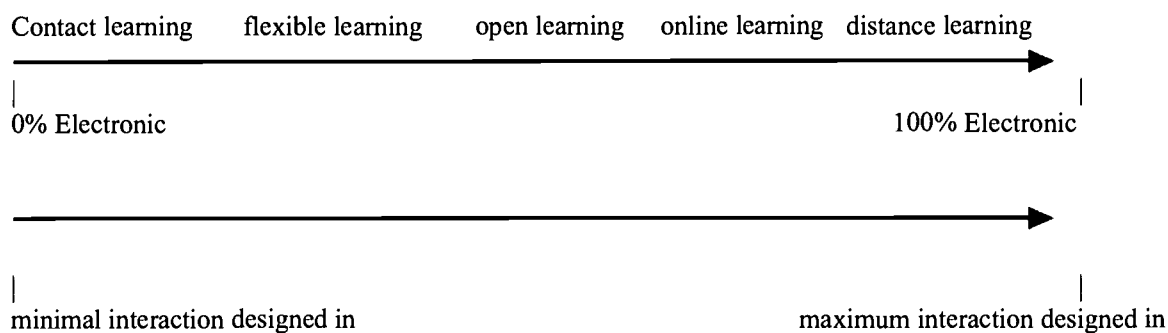 Contact learning flexible learning open learning online learning distance learning
0% Electronic 100% Electronic
minimal interaction designed in maximum interaction designed in